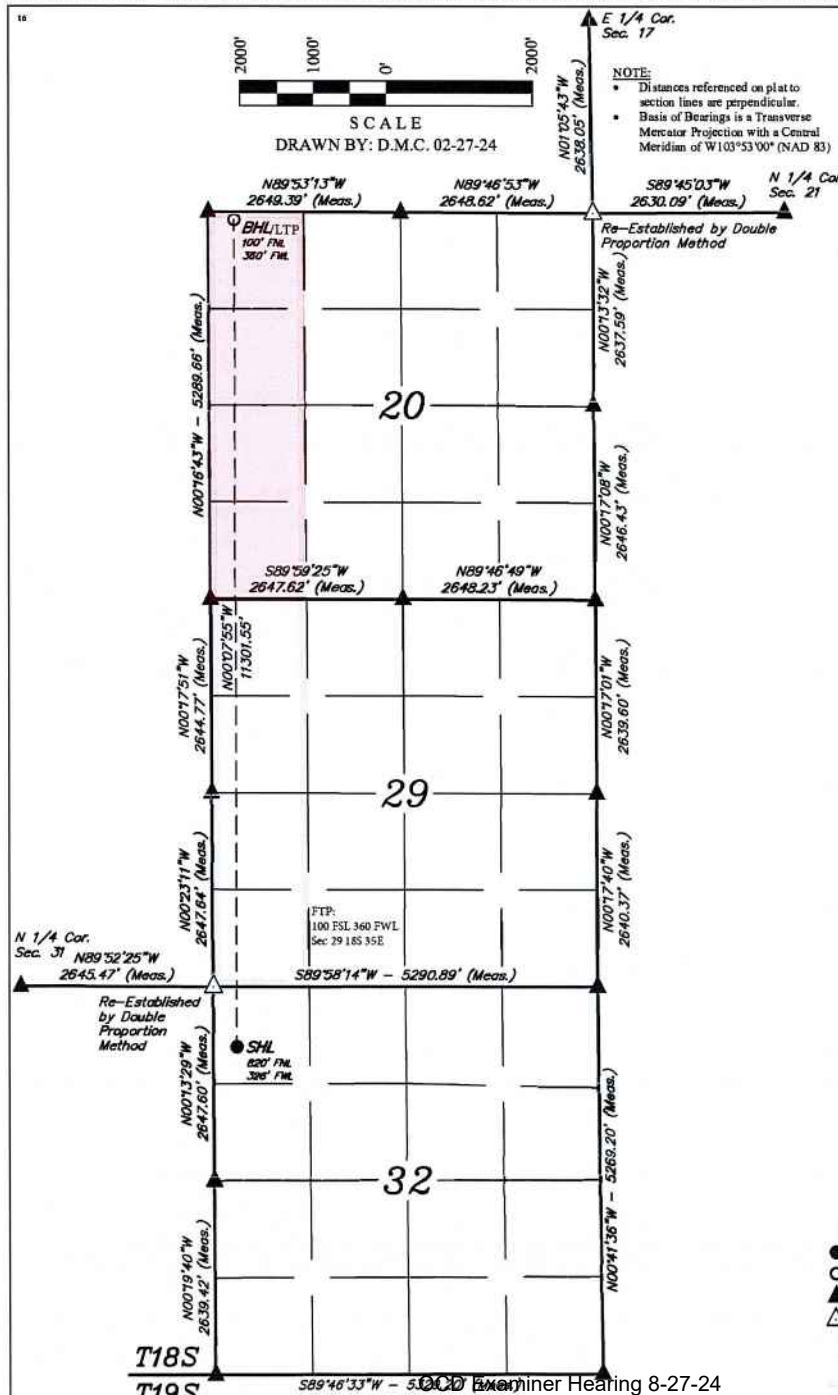 16
E 1/4 Cor.
Sec. 17
2000'
1000'
0'
2000'
SCALE
DRAWN BY: D.M.C. 02-27-24
NOTE:
• Distances referenced on plat to
section lines are perpendicular.
• Basis of Bearings is a Transverse
Mercator Projection with a Central
Meridian of W103°53'00" (NAD 83)
N01°05'43"W
2638.05' (Meas.)
N89°53'13"W
2649.39' (Meas.)
N89°46'53"W
2648.62' (Meas.)
S89°45'03"W
2630.09' (Meas.)
N 1/4 Cor.
Sec. 21
BHL/LTP
100' FNL
360' FWL
Re-Established by Double
Proportion Method
N00°13'32"W
2637.59' (Meas.)
N00°16'43"W - 5289.66' (Meas.)
20
N00°17'08"W
2646.43' (Meas.)
S89°59'25"W
2647.62' (Meas.)
N89°46'49"W
2648.23' (Meas.)
N00°07'55"W
11301.55'
N00°17'51"W
2644.77' (Meas.)
N00°17'01"W
2639.60' (Meas.)
29
N00°23'11"W
2647.64' (Meas.)
FTP:
100 FSL 360 FWL
Sec 29 18S 35E
N00°17'40"W
2640.37' (Meas.)
N 1/4 Cor.
Sec. 31
N89°52'25"W
2645.47' (Meas.)
S89°58'14"W - 5290.89' (Meas.)
Re-Established
by Double
Proportion
Method
SHL
820' FNL
326' FWL
N00°13'29"W
2647.60' (Meas.)
32
N00°41'36"W - 5269.20' (Meas.)
N00°19'40"W
2639.42' (Meas.)
T18S
T19S
S89°46'33"W -
OCD Examiner Hearing 8-27-24